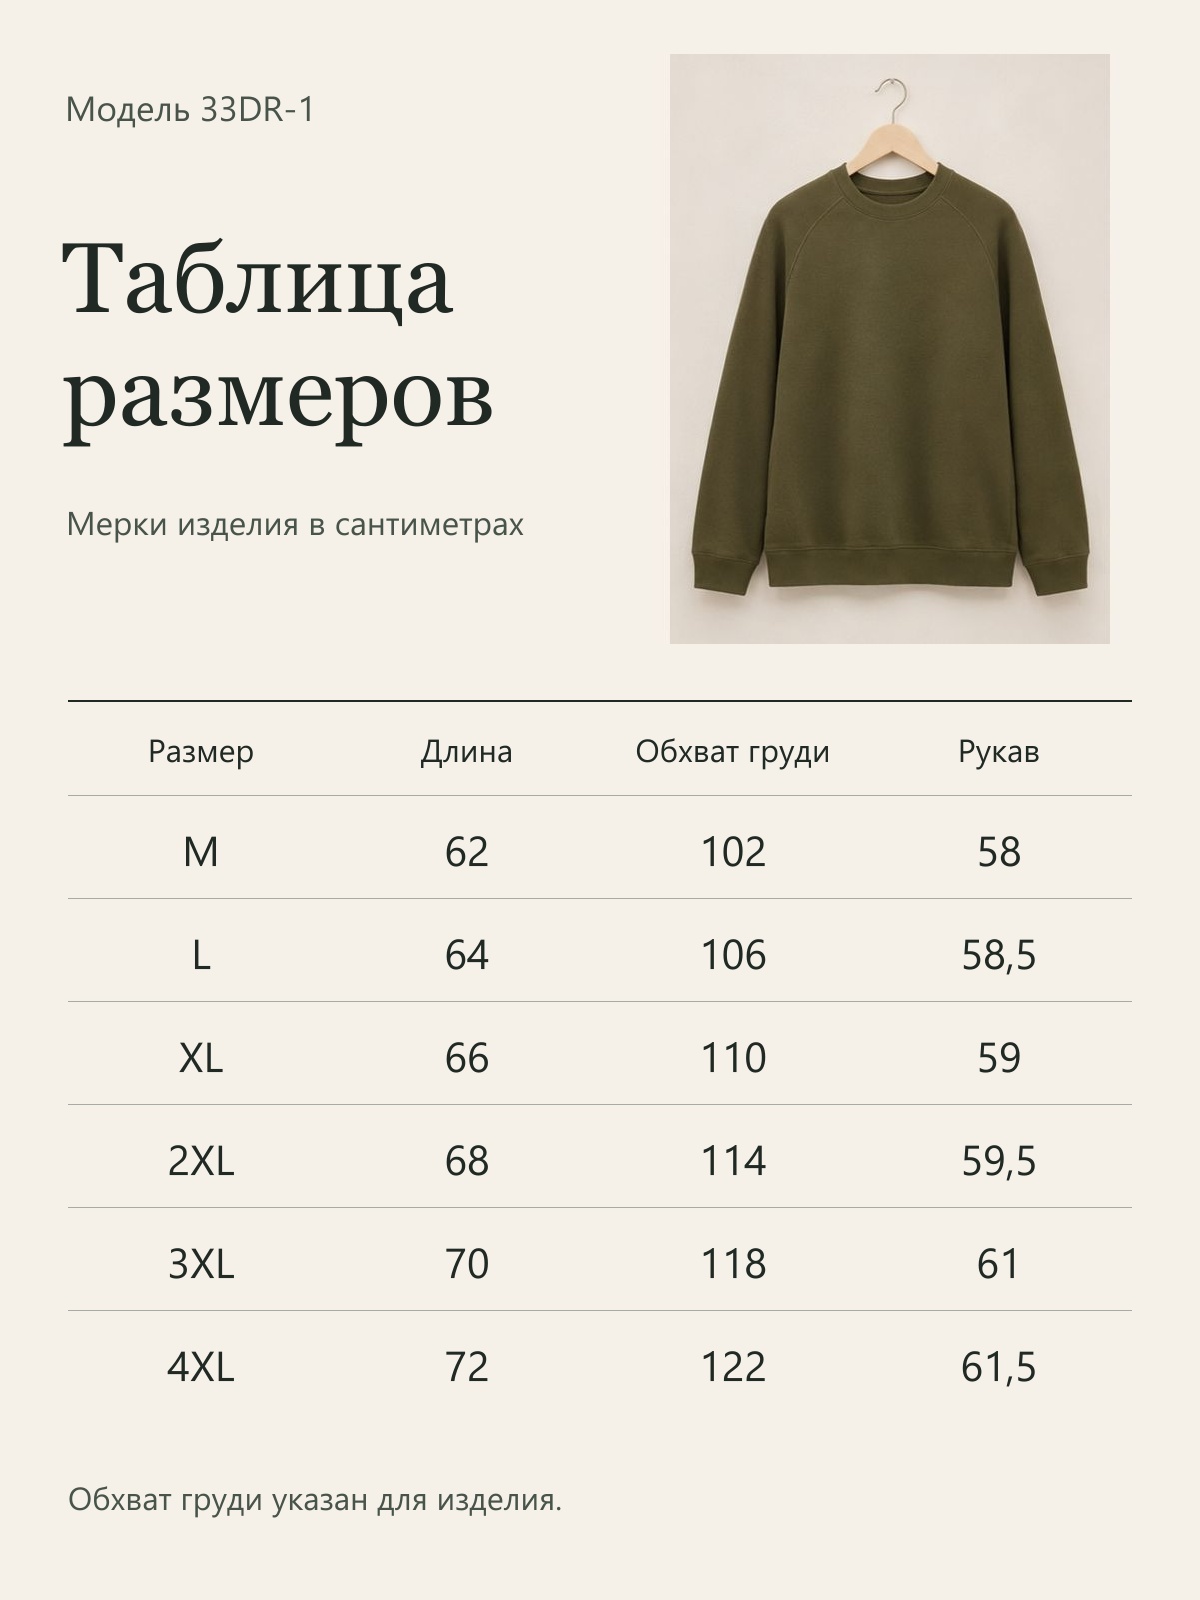 Модель 33DR-1
Таблица
размеров
Мерки изделия в сантиметрах
Размер Длина Обхват груди Рукав
M 62 102 58
L 64 106 58,5
XL 66 110 59
2XL 68 114 59,5
3XL 70 118 61
4XL 72 122 61,5
Обхват груди указан для изделия.